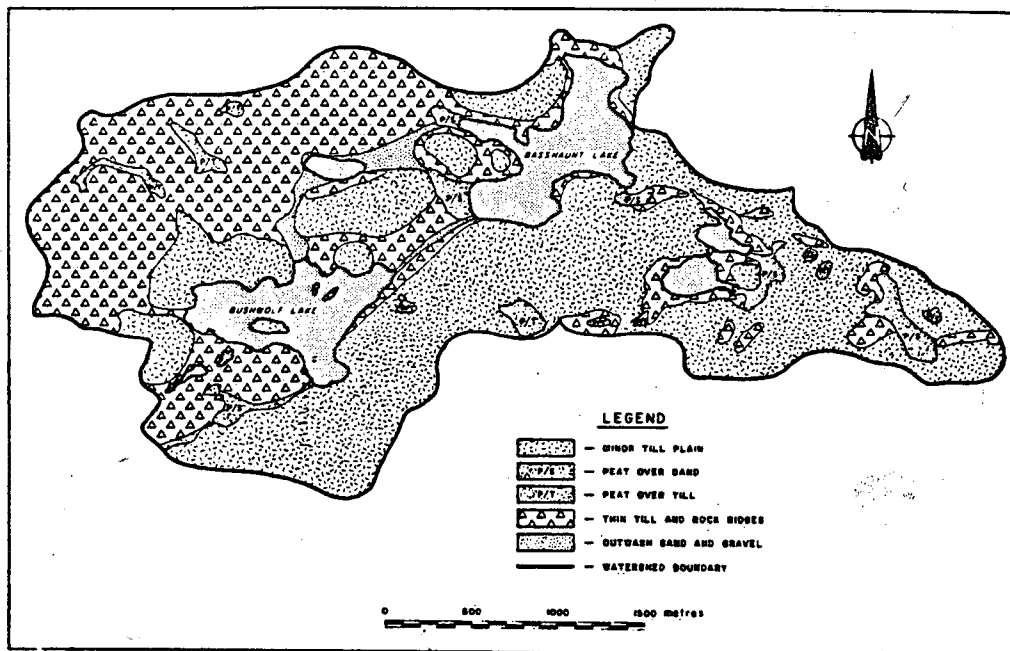 P/S
BASSHAUNT LAKE
P/T
P/S
P/S
P/S
BUSHWOLF LAKE
P/T
P/S
P/S
LEGEND
– MINOR TILL PLAIN
P/S – PEAT OVER SAND
P/T – PEAT OVER TILL
– THIN TILL AND ROCK RIDGES
– OUTWASH SAND AND GRAVEL
– WATERSHED BOUNDARY
0 500 1000 1500 metres